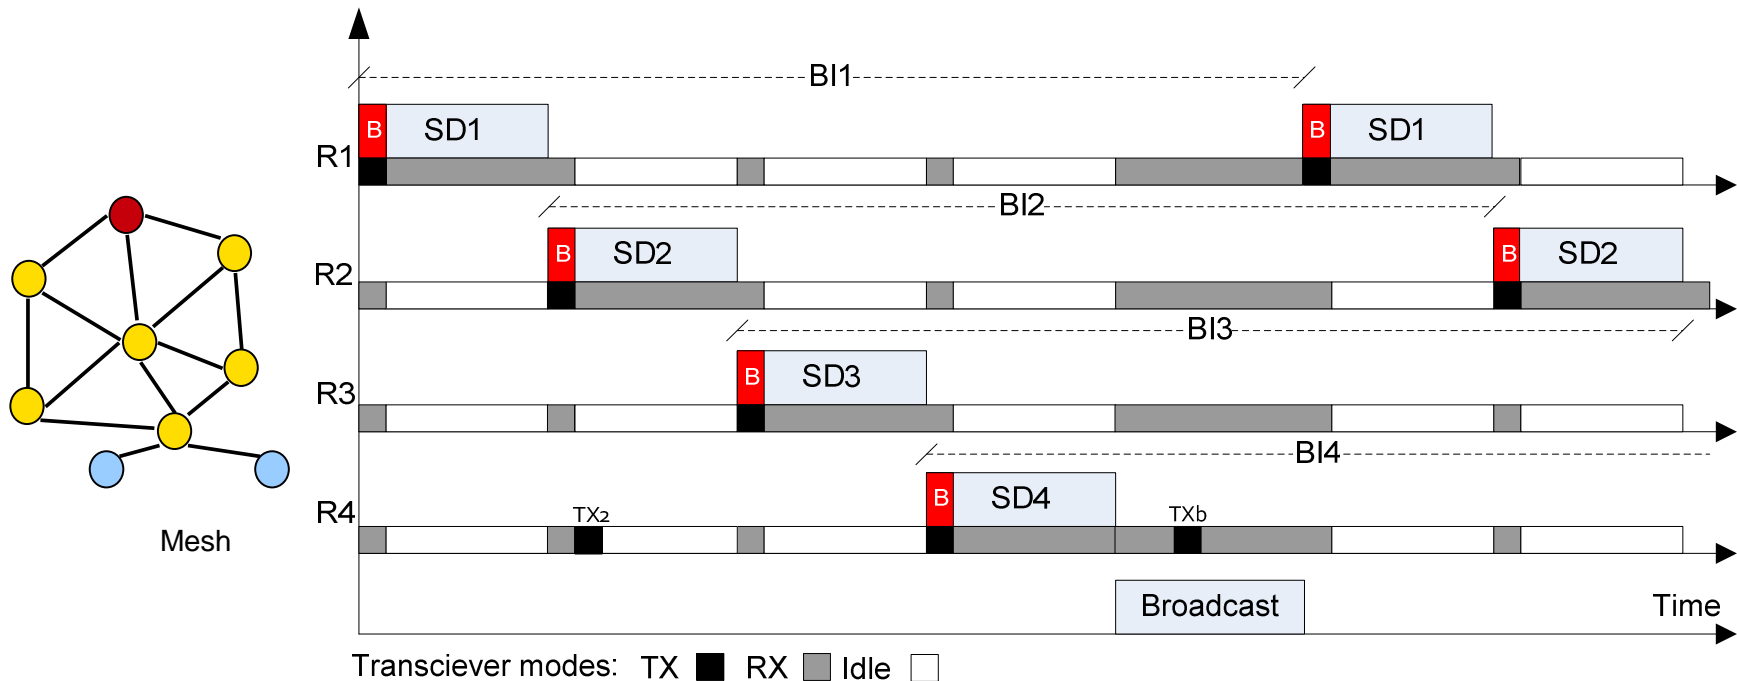 BI1
B SD1 B SD1
R1
BI2
B SD2 B SD2
R2
BI3
B SD3
R3
BI4
B SD4
R4 TX2 TXb
Mesh
Broadcast Time
Transciever modes: TX RX Idle